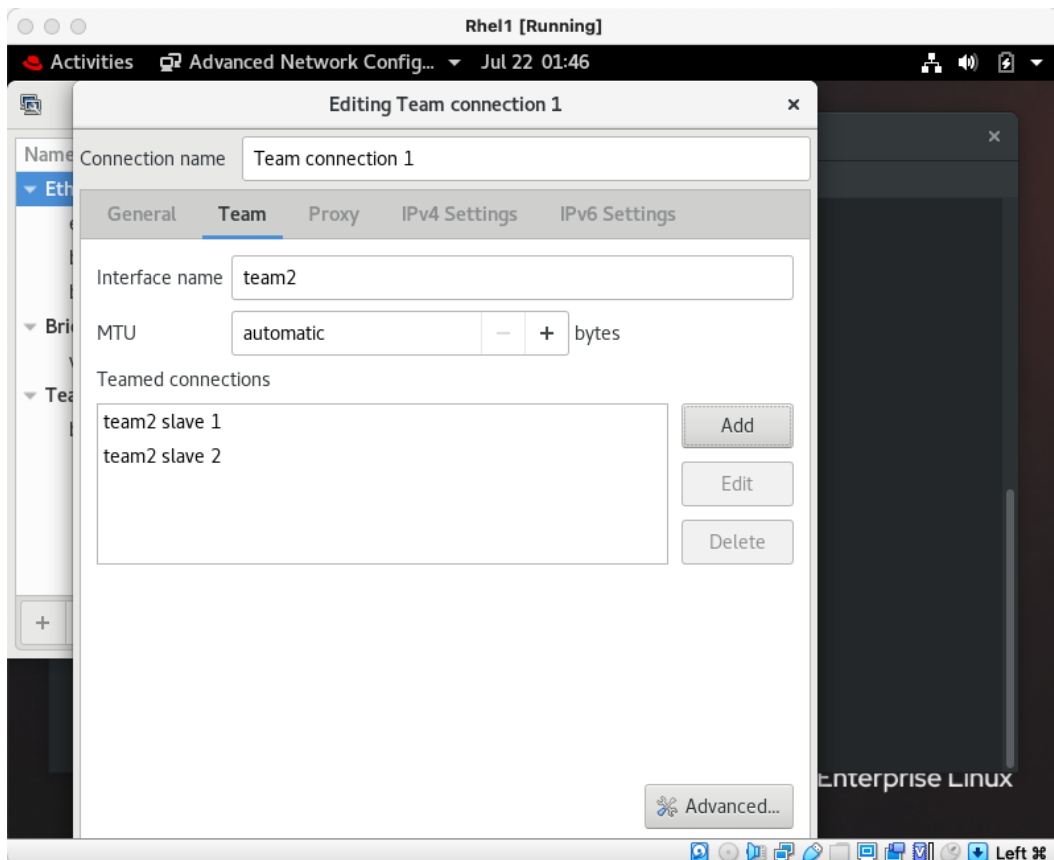 Rhel1 [Running]
Activities Advanced Network Config... Jul 22 01:46
Editing Team connection 1
Name
Connection name Team connection 1
Eth
General Team Proxy IPv4 Settings IPv6 Settings
Interface name team2
Bri
MTU automatic − + bytes
Teamed connections
Tea
team2 slave 1
Add
team2 slave 2
Edit
Delete
+
Advanced...
Enterprise Linux
Left ⌘